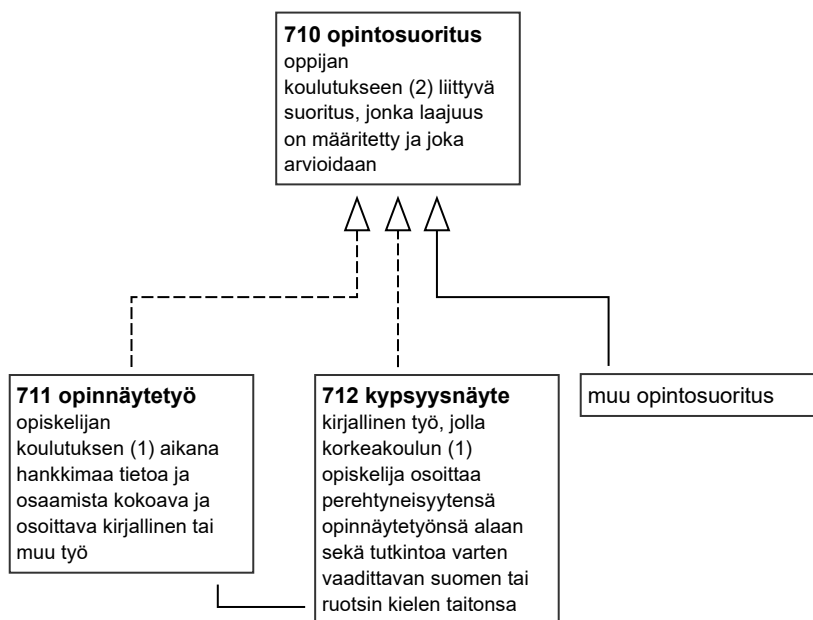 710 opintosuoritus
oppijan
koulutukseen (2) liittyvä
suoritus, jonka laajuus
on määritetty ja joka
arvioidaan
711 opinnäytetyö
opiskelijan
koulutuksen (1) aikana
hankkimaa tietoa ja
osaamista kokoava ja
osoittava kirjallinen tai
muu työ
712 kypsyysnäyte
kirjallinen työ, jolla
korkeakoulun (1)
opiskelija osoittaa
perehtyneisyytensä
opinnäytetyönsä alaan
sekä tutkintoa varten
vaadittavan suomen tai
ruotsin kielen taitonsa
muu opintosuoritus